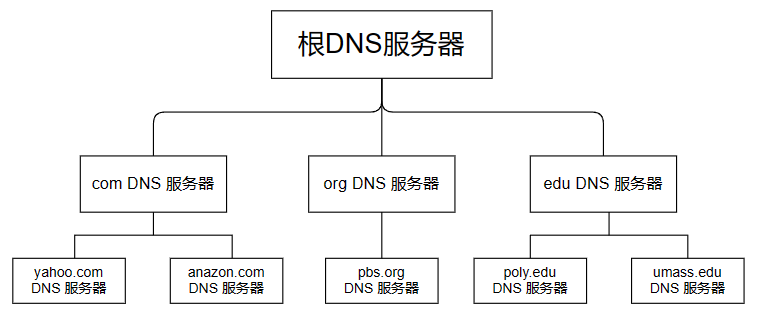 根DNS服务器
com DNS 服务器
org DNS 服务器
edu DNS 服务器
yahoo.com
DNS 服务器
anazon.com
DNS 服务器
pbs.org
DNS 服务器
poly.edu
DNS 服务器
umass.edu
DNS 服务器